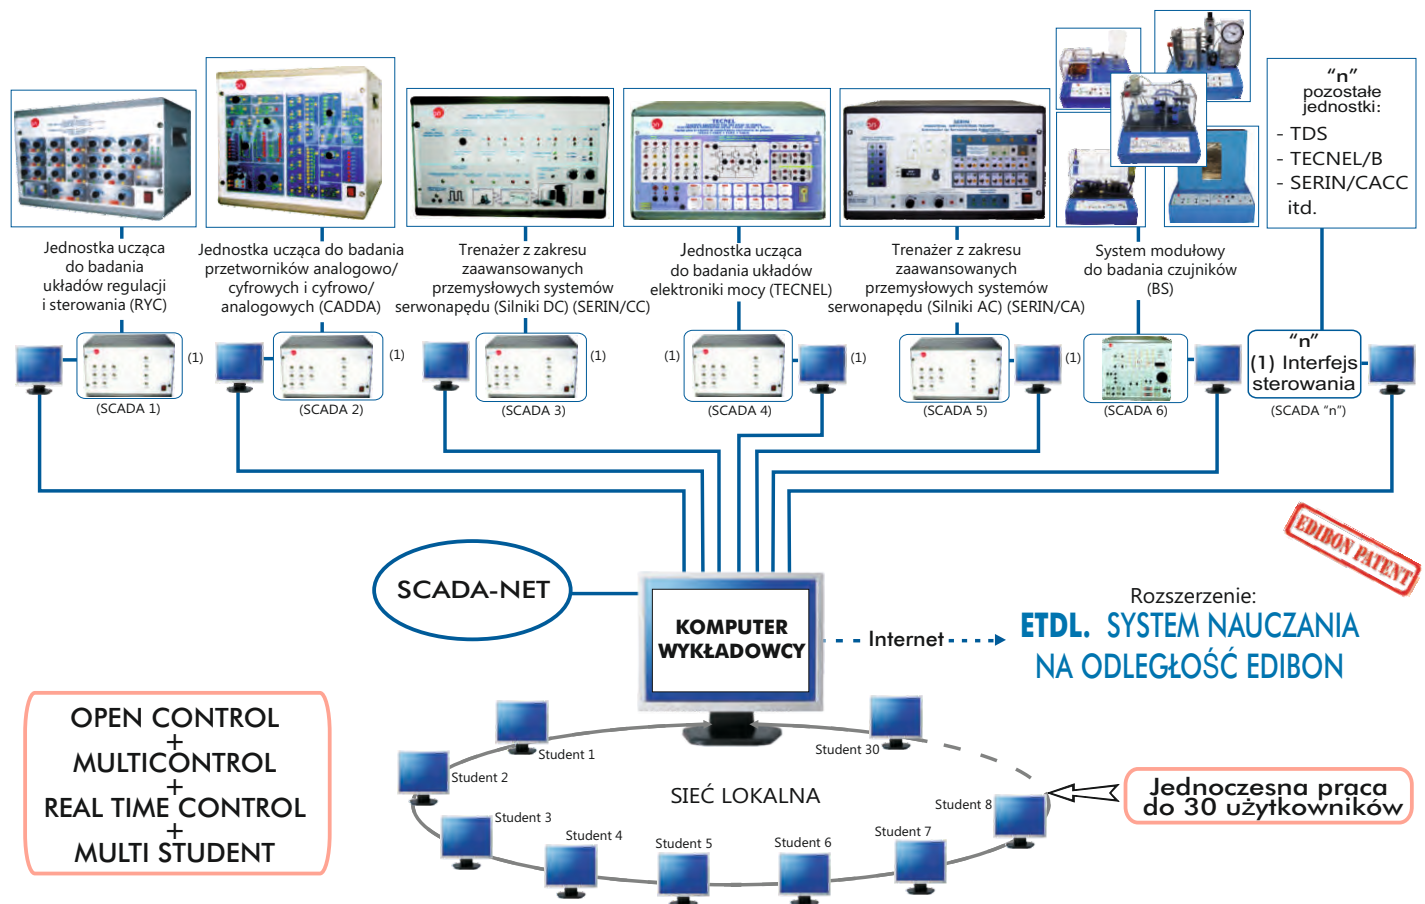 "n"
pozostałe
jednostki:
- TDS
- TECNEL/B
- SERIN/CACC
itd.
TECNEL
SERIN
Jednostka ucząca
do badania
układów regulacji
i sterowania (RYC)
Jednostka ucząca do badania
przetworników analogowo/
cyfrowych i cyfrowo/
analogowych (CADDA)
Trenażer z zakresu
zaawansowanych
przemysłowych systemów
serwonapędu (Silniki DC) (SERIN/CC)
Jednostka ucząca
do badania układów
elektroniki mocy (TECNEL)
Trenażer z zakresu
zaawansowanych
przemysłowych systemów
serwonapędu (Silniki AC) (SERIN/CA)
System modułowy
do badania czujników
(BS)
(1)
(1)
(1)
(1)
(1)
(1)
"n"
(1) Interfejs
sterowania
(SCADA 1)
(SCADA 2)
(SCADA 3)
(SCADA 4)
(SCADA 5)
(SCADA 6)
(SCADA "n")
EDIBON PATENT
SCADA-NET
KOMPUTER
WYKŁADOWCY
Internet
Rozszerzenie:
ETDL. SYSTEM NAUCZANIA
NA ODLEGŁOŚĆ EDIBON
OPEN CONTROL
+
MULTICONTROL
+
REAL TIME CONTROL
+
MULTI STUDENT
Student 1
Student 30
Student 2
SIEĆ LOKALNA
Student 3
Student 4
Student 5
Student 6
Student 7
Student 8
Jednoczesna praca
do 30 użytkowników